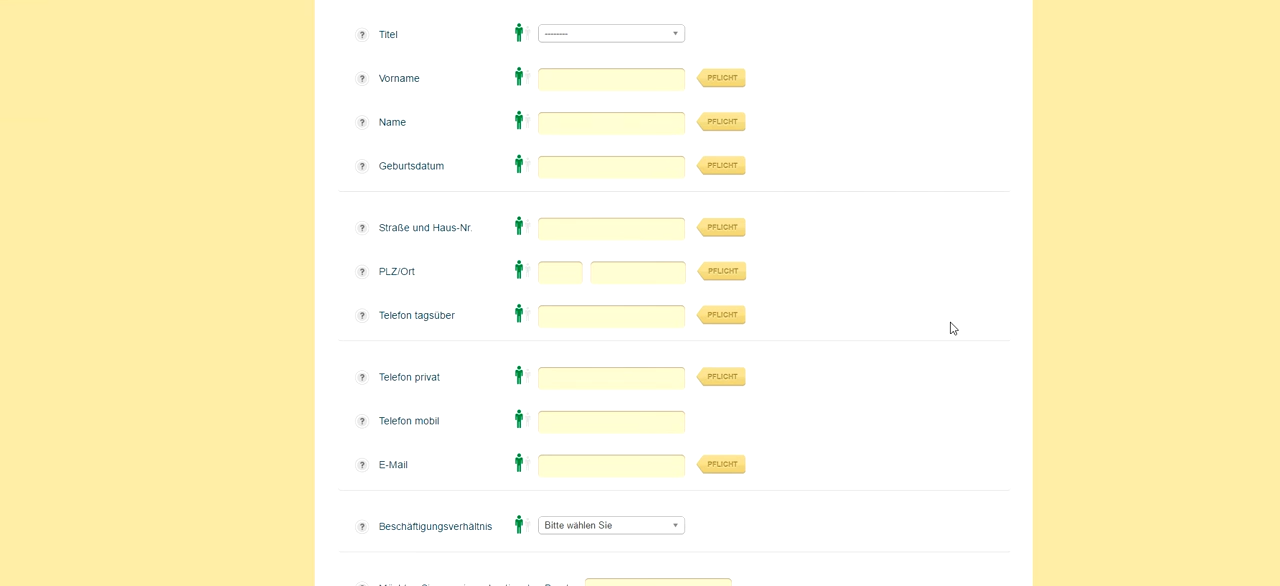 ? Titel --------
? Vorname PFLICHT
? Name PFLICHT
? Geburtsdatum PFLICHT
? Straße und Haus-Nr. PFLICHT
? PLZ/Ort PFLICHT
? Telefon tagsüber PFLICHT
? Telefon privat PFLICHT
? Telefon mobil
? E-Mail PFLICHT
? Beschäftigungsverhältnis Bitte wählen Sie